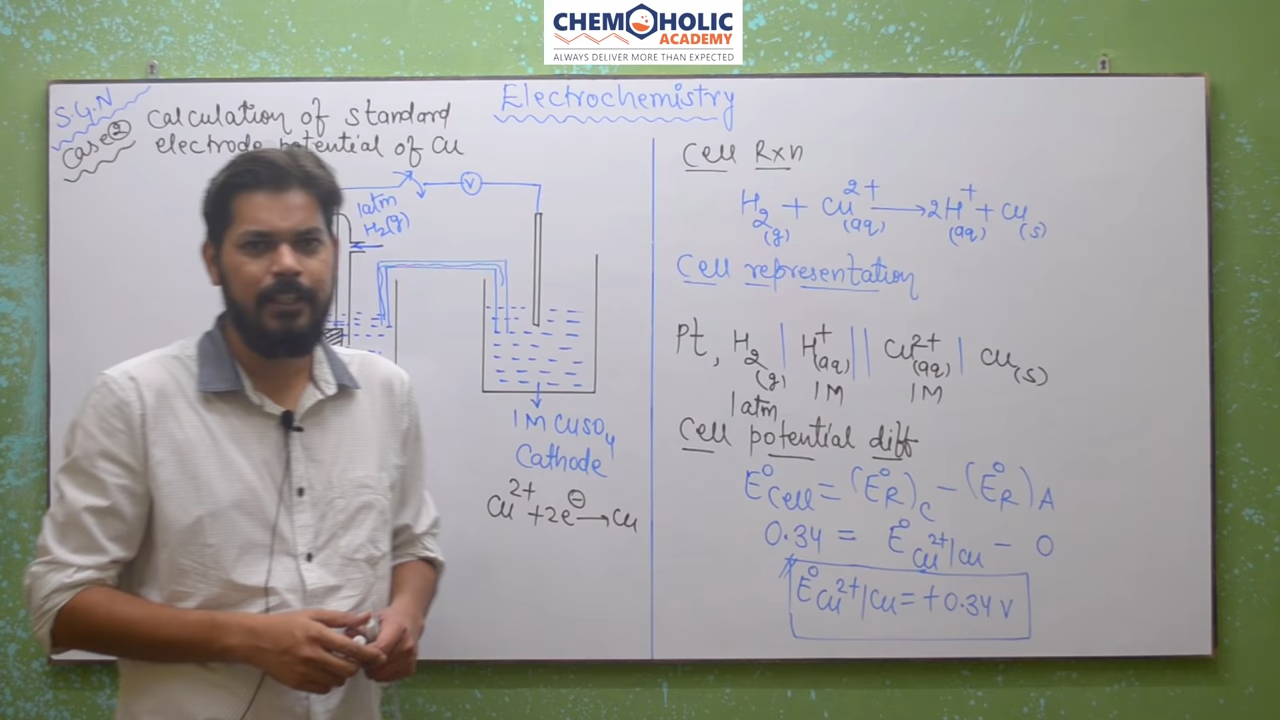 CHEMOHOLIC
ACADEMY
ALWAYS DELIVER MORE THAN EXPECTED
S.G.N
Electrochemistry
Case ② Calculation of standard
electrode potential of Cu
1atm
H₂(g)
V
1M CuSO₄
Cathode
Cu²⁺ + 2e⊖ → Cu
Cell Rxn
H₂(g) + Cu²⁺(aq) → 2H⁺(aq) + Cu(s)
Cell representation
Pt, H₂(g) | H⁺(aq) || Cu²⁺(aq) | Cu(s)
1atm 1M 1M
Cell potential diff
E°Cell = (E°R)C − (E°R)A
0.34 = E°Cu²⁺/Cu − 0
E°Cu²⁺/Cu = +0.34 V